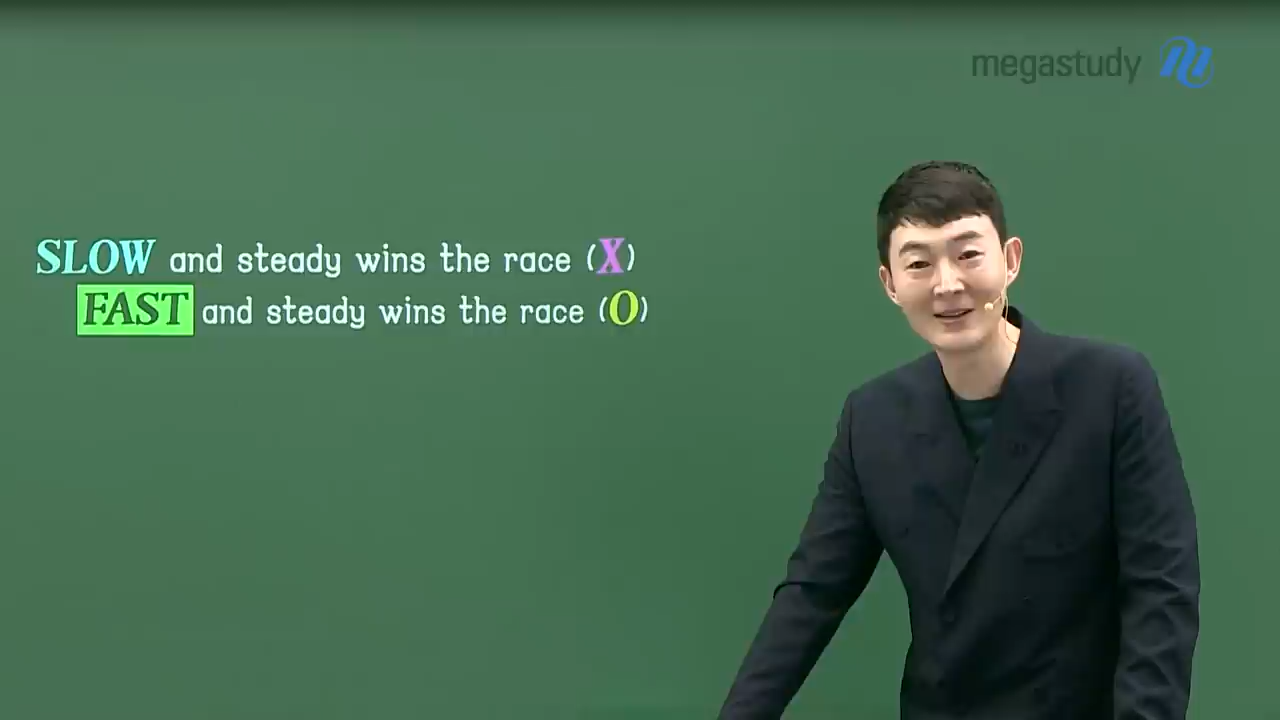 megastudy
SLOW and steady wins the race (X)
FAST and steady wins the race (O)